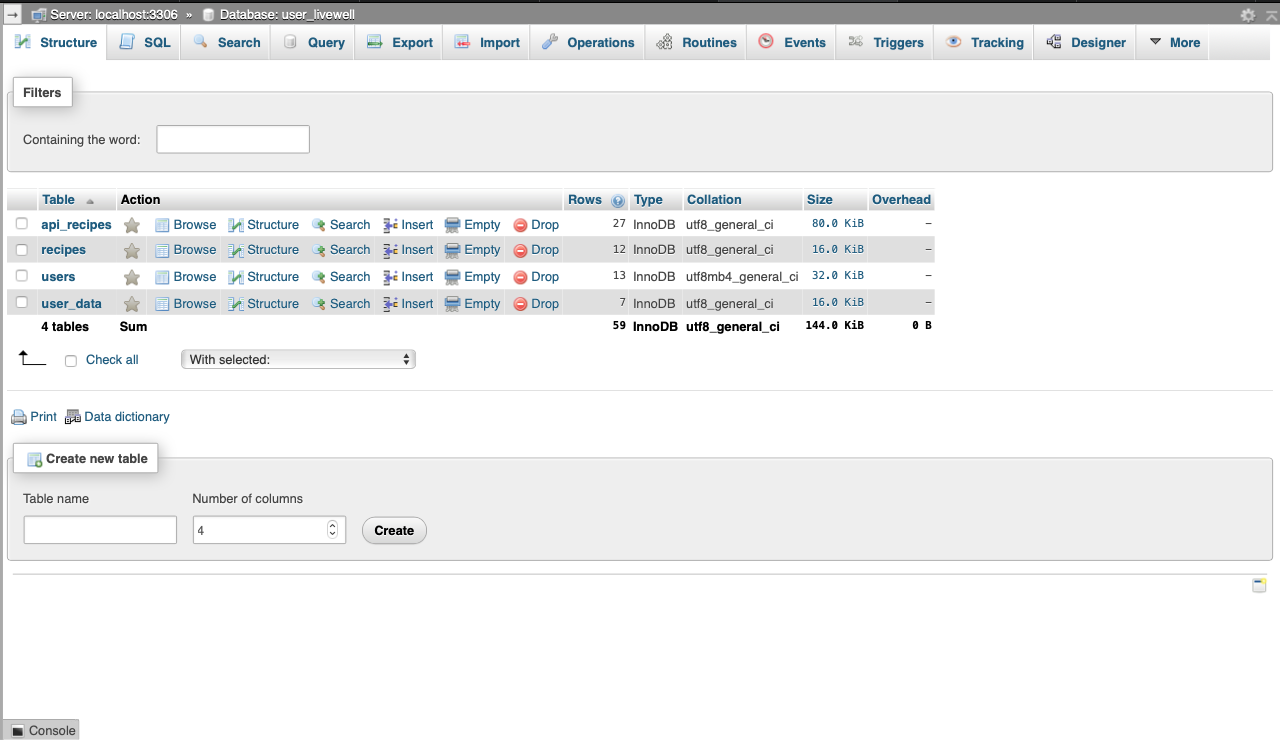 Server: localhost:3306 » Database: user_livewell
Structure SQL Search Query Export Import Operations Routines Events Triggers Tracking Designer More
Filters
Containing the word:
Table Action Rows Type Collation Size Overhead
api_recipes Browse Structure Search Insert Empty Drop 27 InnoDB utf8_general_ci 80.0 KiB –
recipes Browse Structure Search Insert Empty Drop 12 InnoDB utf8_general_ci 16.0 KiB –
users Browse Structure Search Insert Empty Drop 13 InnoDB utf8mb4_general_ci 32.0 KiB –
user_data Browse Structure Search Insert Empty Drop 7 InnoDB utf8_general_ci 16.0 KiB –
4 tables Sum 59 InnoDB utf8_general_ci 144.0 KiB 0 B
Check all With selected:
Print Data dictionary
Create new table
Table name Number of columns
4 Create
Console